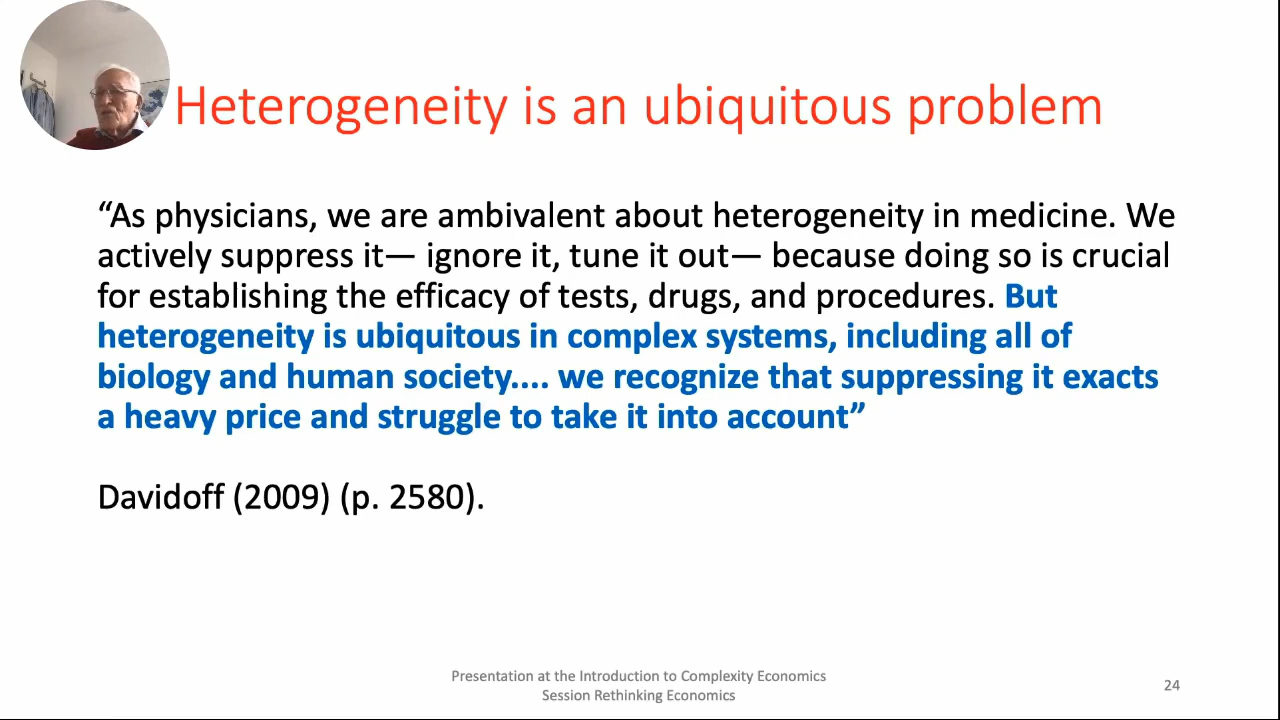 Heterogeneity is an ubiquitous problem
“As physicians, we are ambivalent about heterogeneity in medicine. We
actively suppress it— ignore it, tune it out— because doing so is crucial
for establishing the efficacy of tests, drugs, and procedures. But
heterogeneity is ubiquitous in complex systems, including all of
biology and human society.... we recognize that suppressing it exacts
a heavy price and struggle to take it into account”
Davidoff (2009) (p. 2580).
Presentation at the Introduction to Complexity Economics
Session Rethinking Economics
24